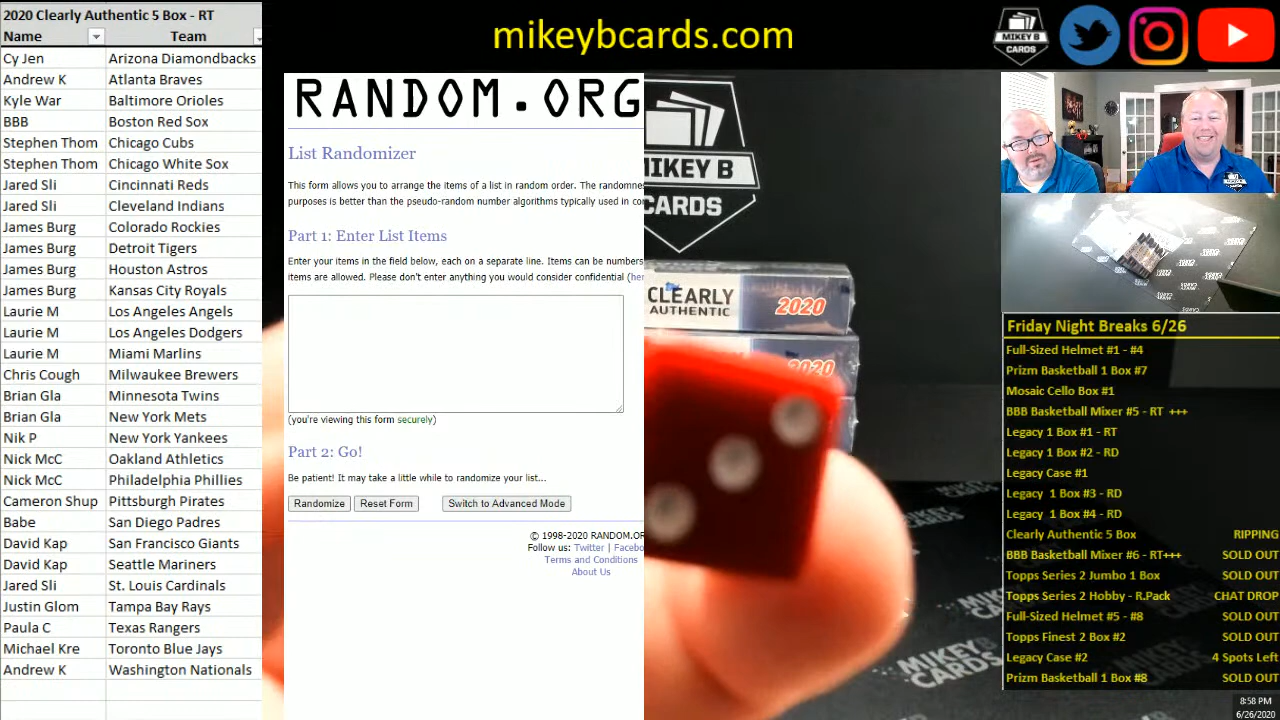 2020 Clearly Authentic 5 Box - RT
Name Team
Cy Jen Arizona Diamondbacks
Andrew K Atlanta Braves
Kyle War Baltimore Orioles
BBB Boston Red Sox
Stephen Thom Chicago Cubs
Stephen Thom Chicago White Sox
Jared Sli Cincinnati Reds
Jared Sli Cleveland Indians
James Burg Colorado Rockies
James Burg Detroit Tigers
James Burg Houston Astros
James Burg Kansas City Royals
Laurie M Los Angeles Angels
Laurie M Los Angeles Dodgers
Laurie M Miami Marlins
Chris Cough Milwaukee Brewers
Brian Gla Minnesota Twins
Brian Gla New York Mets
Nik P New York Yankees
Nick McC Oakland Athletics
Nick McC Philadelphia Phillies
Cameron Shup Pittsburgh Pirates
Babe San Diego Padres
David Kap San Francisco Giants
David Kap Seattle Mariners
Jared Sli St. Louis Cardinals
Justin Glom Tampa Bay Rays
Paula C Texas Rangers
Michael Kre Toronto Blue Jays
Andrew K Washington Nationals
mikeybcards.com
MIKEY B
CARDS
RANDOM.ORG
List Randomizer
This form allows you to arrange the items of a list in random order. The randomne
purposes is better than the pseudo-random number algorithms typically used in co
Part 1: Enter List Items
Enter your items in the field below, each on a separate line. Items can be numbers
items are allowed. Please don't enter anything you would consider confidential (her
(you're viewing this form securely)
Part 2: Go!
Be patient! It may take a little while to randomize your list...
Randomize Reset Form Switch to Advanced Mode
© 1998-2020 RANDOM.OR
Follow us: Twitter | Facebo
Terms and Conditions
About Us
MIKEY B
CARDS
CLEARLY
AUTHENTIC 2020
2020
MIKEY
CARDS
Friday Night Breaks 6/26
Full-Sized Helmet #1 - #4
Prizm Basketball 1 Box #7
Mosaic Cello Box #1
BBB Basketball Mixer #5 - RT +++
Legacy 1 Box #1 - RT
Legacy 1 Box #2 - RD
Legacy Case #1
Legacy 1 Box #3 - RD
Legacy 1 Box #4 - RD
Clearly Authentic 5 Box RIPPING
BBB Basketball Mixer #6 - RT+++ SOLD OUT
Topps Series 2 Jumbo 1 Box SOLD OUT
Topps Series 2 Hobby - R.Pack CHAT DROP
Full-Sized Helmet #5 - #8 SOLD OUT
Topps Finest 2 Box #2 SOLD OUT
Legacy Case #2 4 Spots Left
Prizm Basketball 1 Box #8 SOLD OUT
8:58 PM
6/26/2020